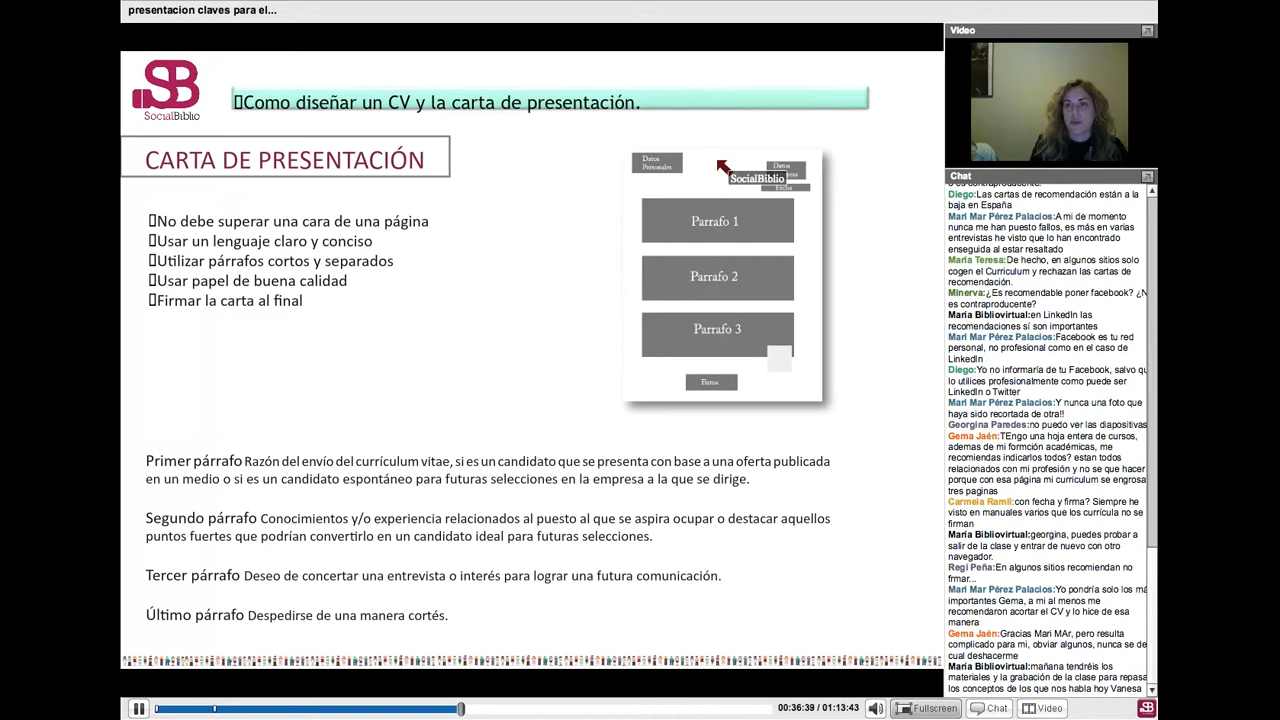 presentacion claves para el...
SB
SocialBiblio
Como diseñar un CV y la carta de presentación.
CARTA DE PRESENTACIÓN
No debe superar una cara de una página
Usar un lenguaje claro y conciso
Utilizar párrafos cortos y separados
Usar papel de buena calidad
Firmar la carta al final
Datos
Personales
Datos
SocialBiblio
Fecha
Parrafo 1
Parrafo 2
Parrafo 3
Firma
Primer párrafo Razón del envío del currículum vitae, si es un candidato que se presenta con base a una oferta publicada
en un medio o si es un candidato espontáneo para futuras selecciones en la empresa a la que se dirige.
Segundo párrafo Conocimientos y/o experiencia relacionados al puesto al que se aspira ocupar o destacar aquellos
puntos fuertes que podrían convertirlo en un candidato ideal para futuras selecciones.
Tercer párrafo Deseo de concertar una entrevista o interés para lograr una futura comunicación.
Último párrafo Despedirse de una manera cortés.
Video
Chat
Diego:Las cartas de recomendación están a la
baja en España
Mari Mar Pérez Palacios:A mi de momento
nunca me han puesto fallos, es más en varias
entrevistas he visto que lo han encontrado
enseguida al estar resaltado
Maria Teresa:De hecho, en algunos sitios solo
cogen el Curriculum y rechazan las cartas de
recomendación.
Minerva:¿Es recomendable poner facebook? ¿N
es contraproducente?
María Bibliovirtual:en LinkedIn las
recomendaciones sí son importantes
Mari Mar Pérez Palacios:Facebook es tu red
personal, no profesional como en el caso de
LinkedIn
Diego:Yo no informaría de tu Facebook, salvo qu
lo utilices profesionalmente como puede ser
LinkedIn o Twitter
Mari Mar Pérez Palacios:Y nunca una foto que
haya sido recortada de otra!!
Georgina Paredes:no puedo ver las diapositivas
Gema Jaén:TEngo una hoja entera de cursos,
ademas de mi formción académica, me
recomiendas indicarlos todos? estan todos
relacionados con mi profesión y no se que hacer
porque con esa página mi curriculum se engrosa
tres paginas
Carmela Ramil:con fecha y firma? Siempre he
visto en manuales varios que los currícula no se
firman
María Bibliovirtual:georgina, puedes probar a
salir de la clase y entrar de nuevo con otro
navegador.
Regi Peña:En algunos sitios recomiendan no
frmar...
Mari Mar Pérez Palacios:Yo pondría solo los má
importantes Gema, a mi al menos me
recomendaron acortar el CV y lo hice de esa
manera
Gema Jaén:Gracias Mari MAr, pero resulta
complicado para mi, obviar algunos, nunca se de
cual deshacerme
María Bibliovirtual:mañana tendréis los
materiales y la grabación de la clase para repasa
los conceptos de los que nos habla hoy Vanesa
00:36:39 / 01:13:43
Fullscreen
Chat
Video